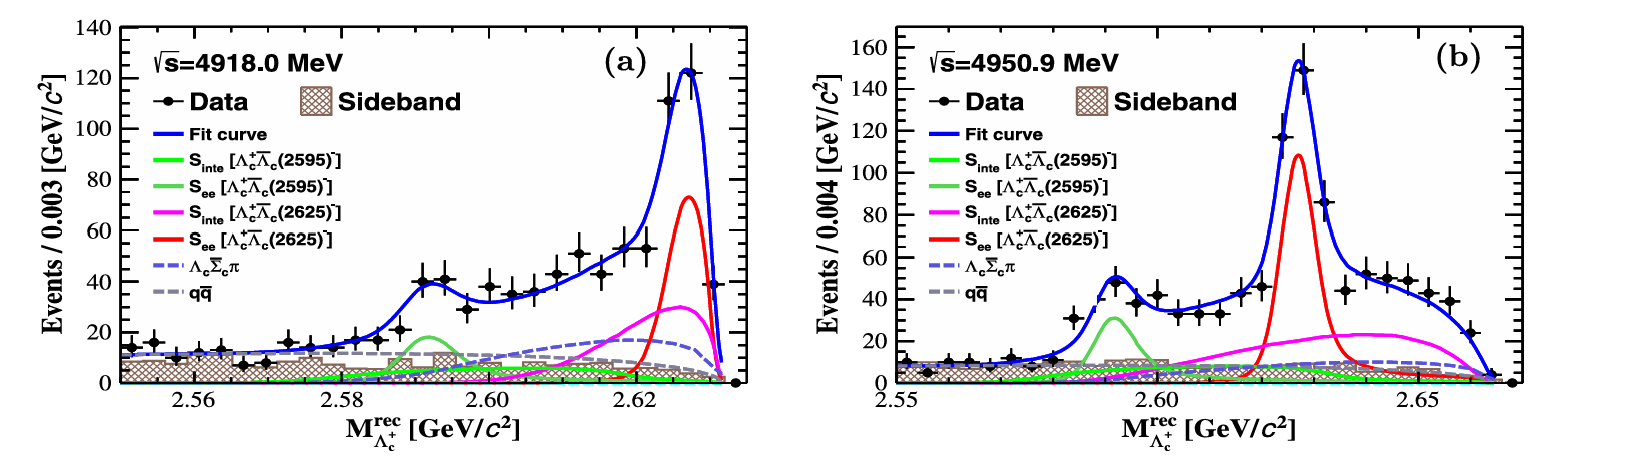 Events / 0.003 [GeV/c²]
140
120
100
80
60
40
20
0
√s=4918.0 MeV
(a)
Data
Sideband
Fit curve
S_inte [Λc⁺Λ̅c(2595)⁻]
S_ee [Λc⁺Λ̅c(2595)⁻]
S_inte [Λc⁺Λ̅c(2625)⁻]
S_ee [Λc⁺Λ̅c(2625)⁻]
ΛcΣ̅cπ
qq̅
2.56 2.58 2.60 2.62
M^rec_Λc⁺ [GeV/c²]
Events / 0.004 [GeV/c²]
160
140
120
100
80
60
40
20
0
√s=4950.9 MeV
(b)
Data
Sideband
Fit curve
S_inte [Λc⁺Λ̅c(2595)⁻]
S_ee [Λc⁺Λ̅c(2595)⁻]
S_inte [Λc⁺Λ̅c(2625)⁻]
S_ee [Λc⁺Λ̅c(2625)⁻]
ΛcΣ̅cπ
qq̅
2.55 2.60 2.65
M^rec_Λc⁺ [GeV/c²]